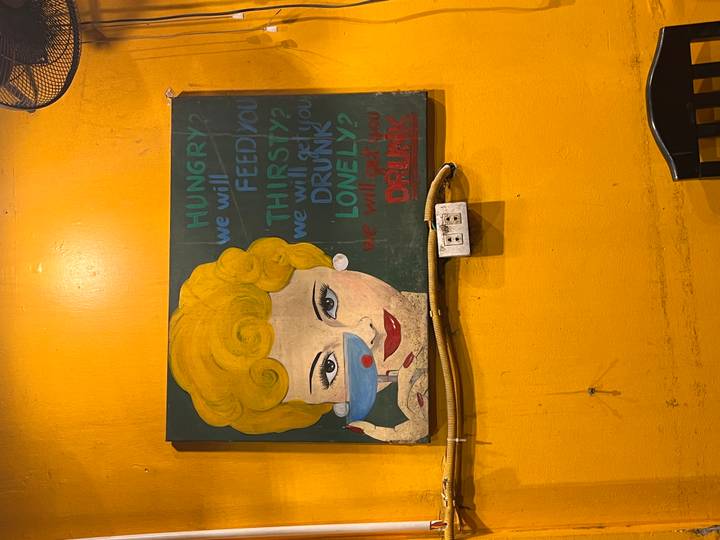 HUNGRY?
we will
FEED YOU
THIRSTY?
we will get you
DRUNK
LONELY?
we will get you
DRUNK